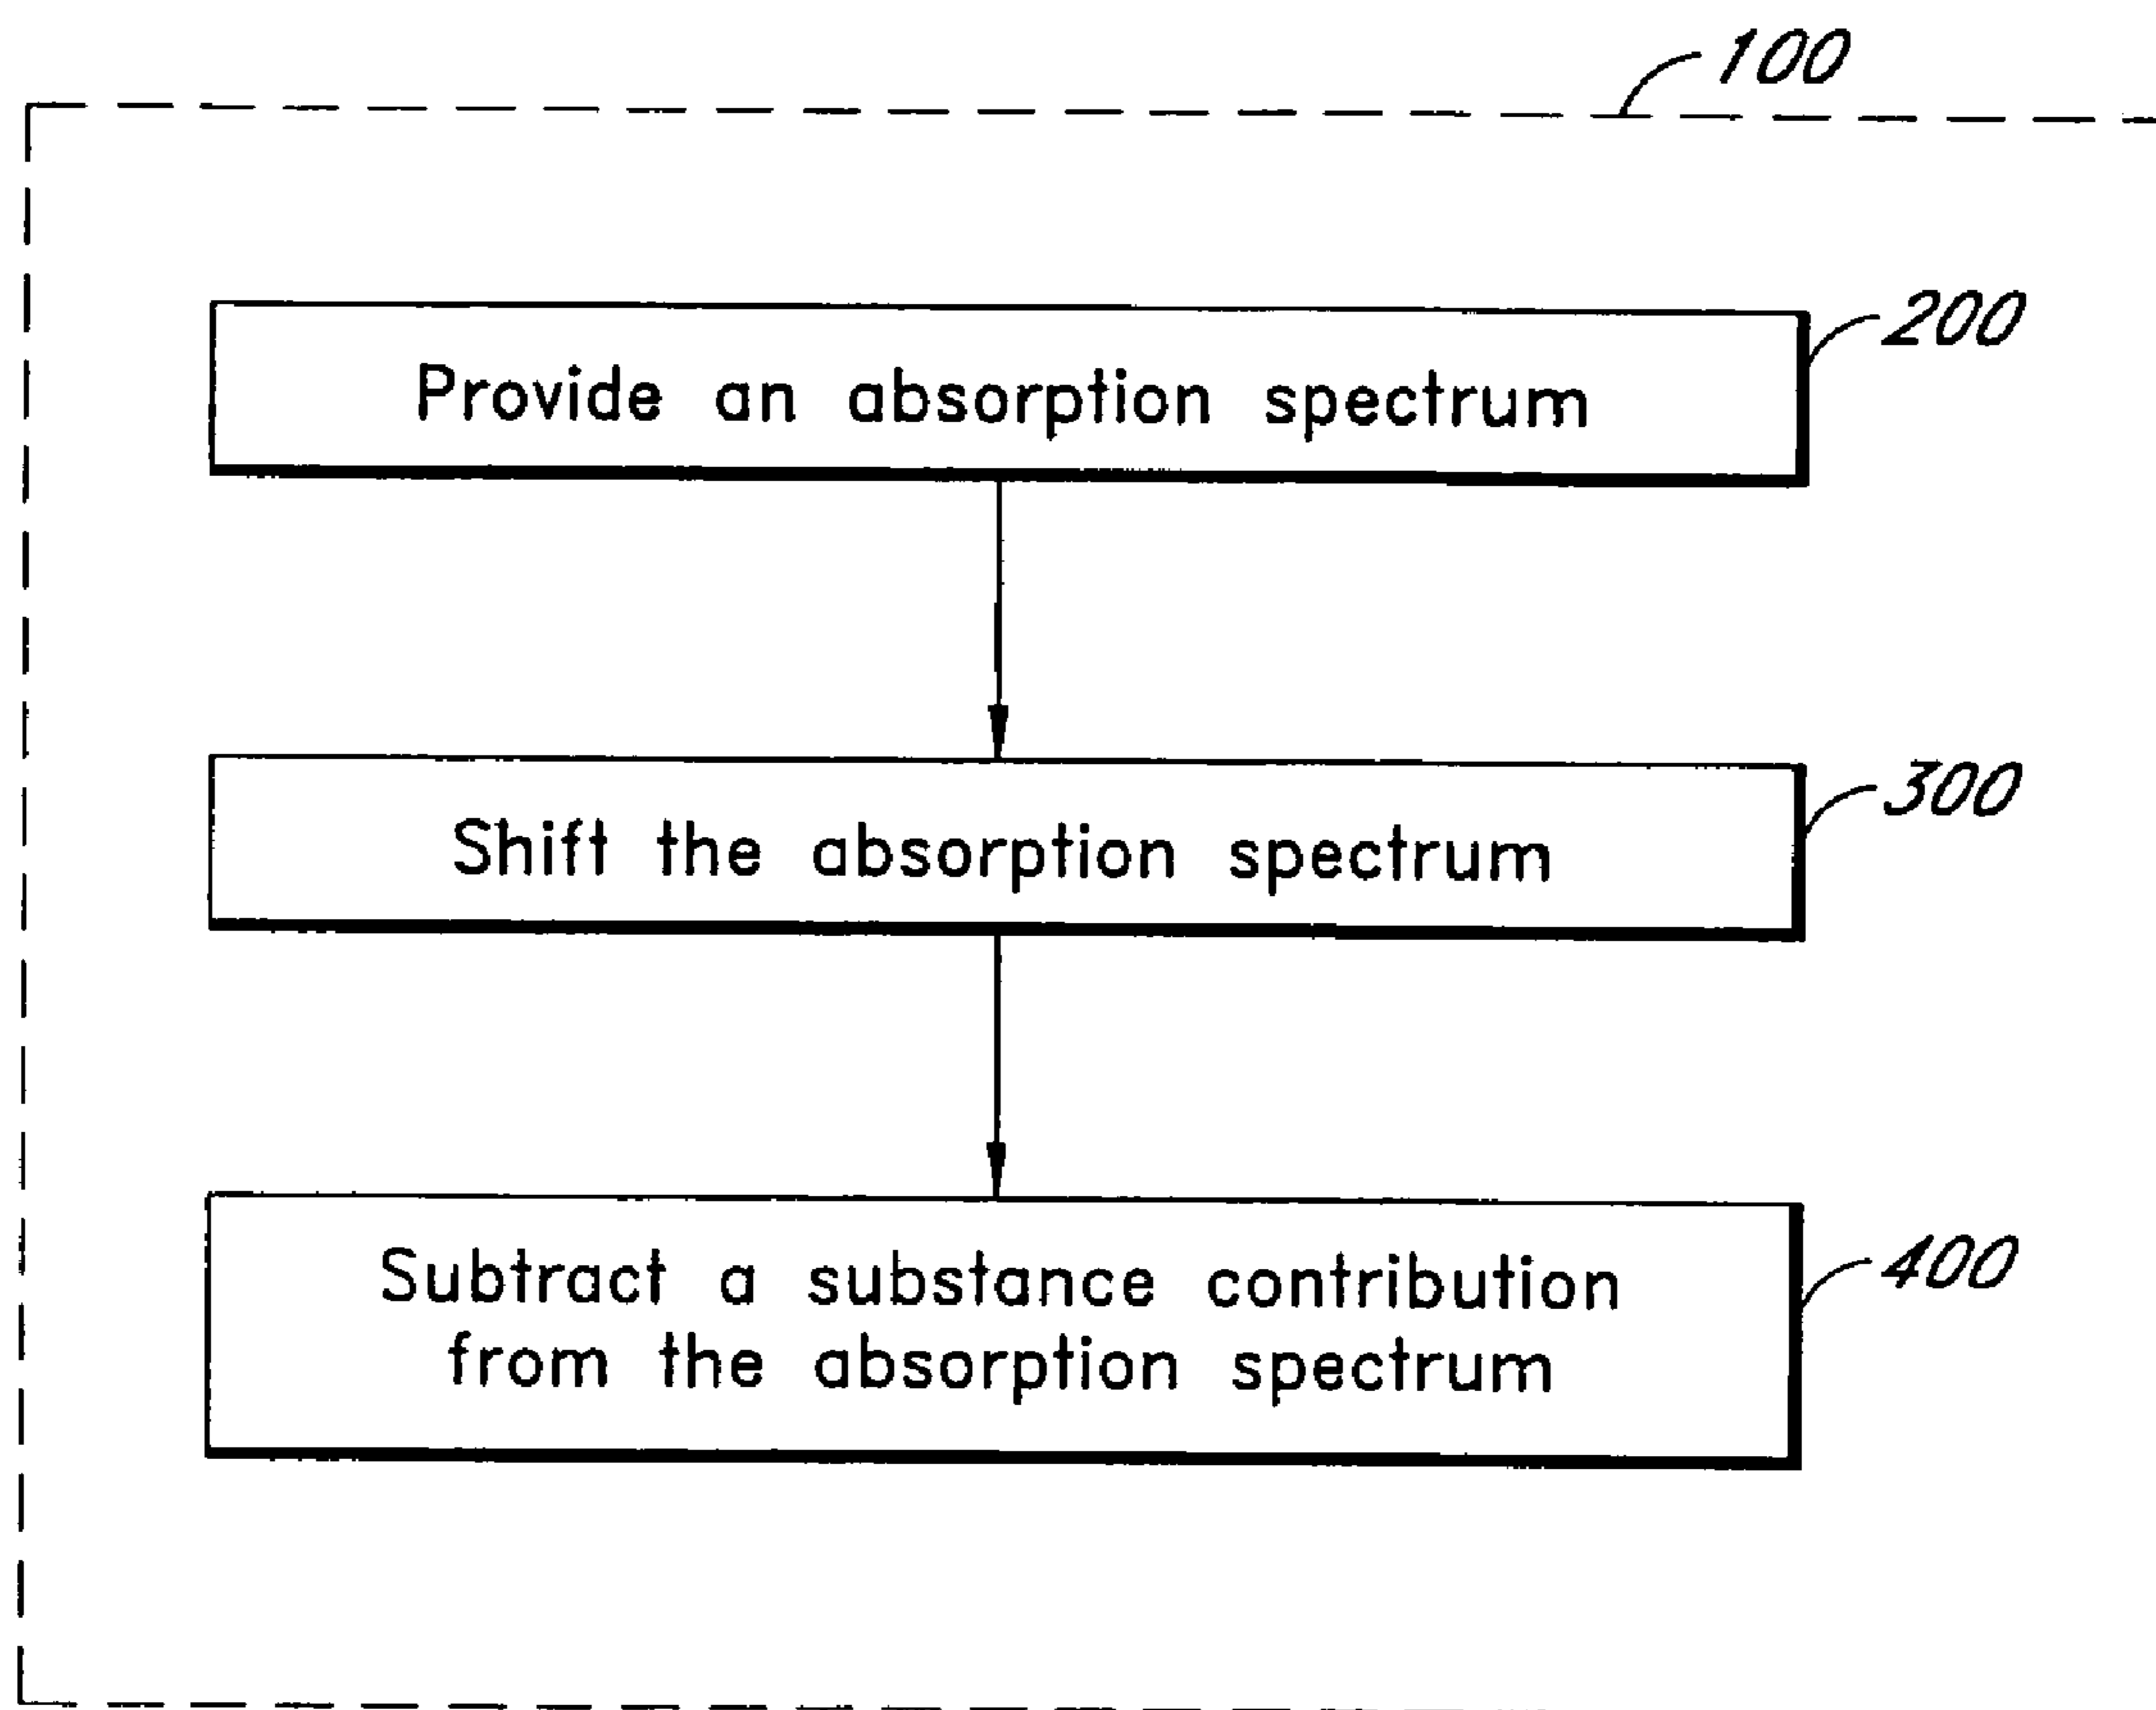 100
200
Provide an absorption spectrum
300
Shift the absorption spectrum
400
Subtract a substance contribution
from the absorption spectrum